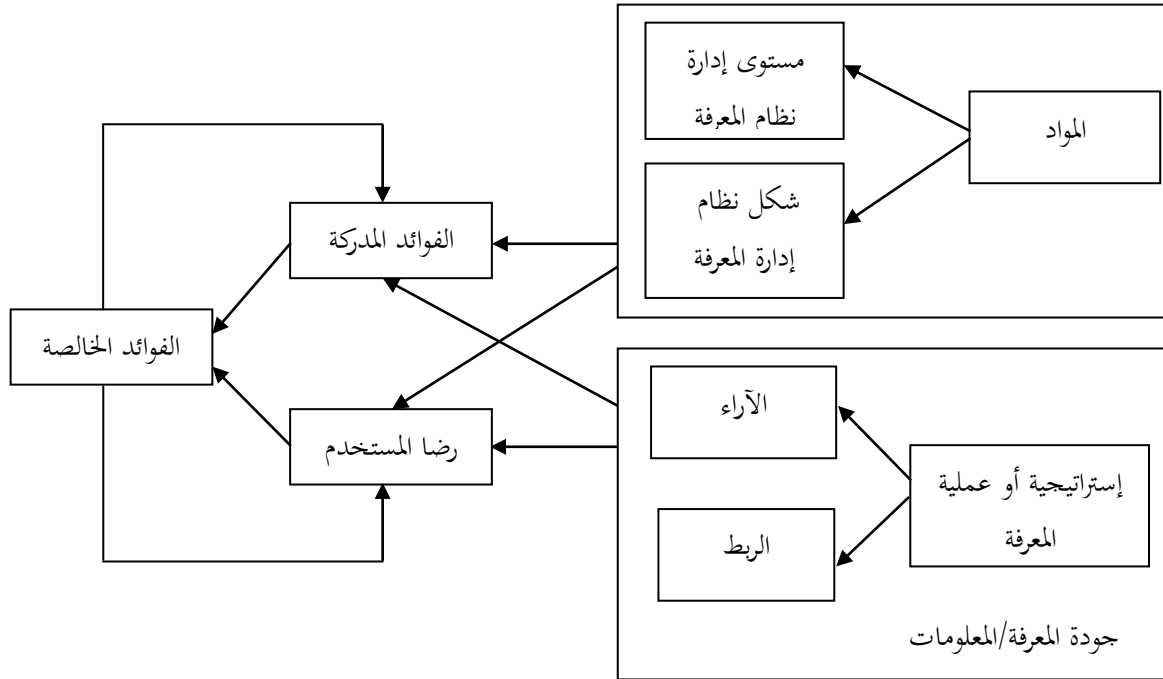 مستوى إدارة
نظام المعرفة
المواد
شكل نظام
إدارة المعرفة
الفوائد المدركة
الفوائد الخالصة
رضا المستخدم
الآراء
إستراتيجية أو عملية
المعرفة
الربط
جودة المعرفة/المعلومات